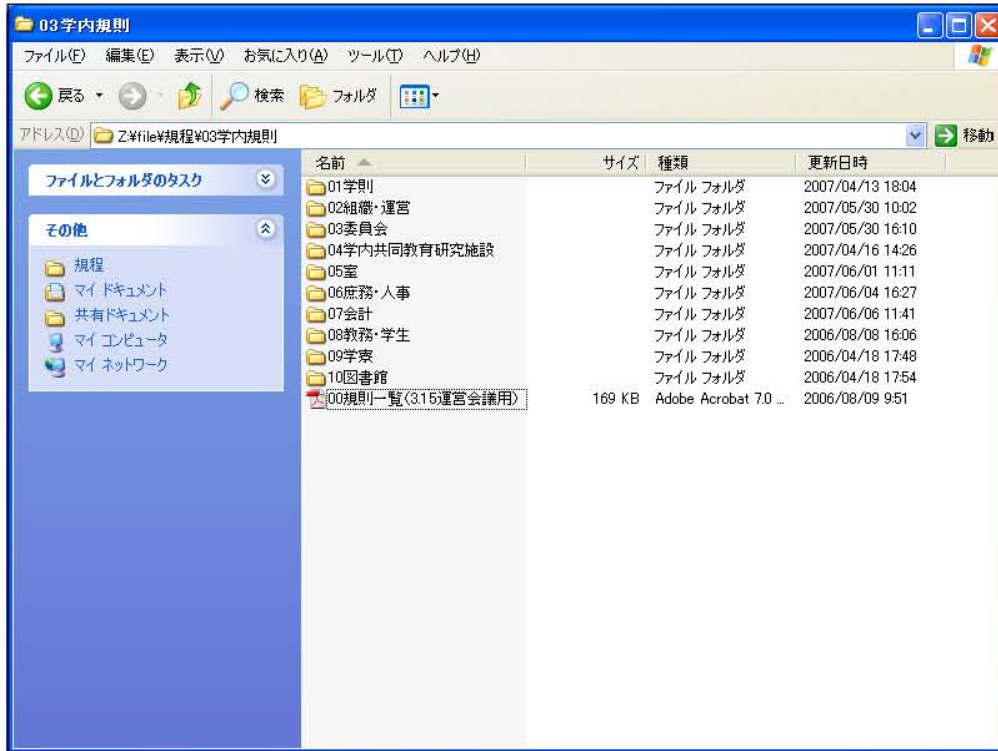 03学内規則
ファイル(F) 編集(E) 表示(V) お気に入り(A) ツール(T) ヘルプ(H)
戻る 検索 フォルダ
アドレス(D) Z:¥file¥規程¥03学内規則 移動
ファイルとフォルダのタスク
その他
規程
マイ ドキュメント
共有ドキュメント
マイ コンピュータ
マイ ネットワーク
名前 サイズ 種類 更新日時
01学則 ファイル フォルダ 2007/04/13 18:04
02組織・運営 ファイル フォルダ 2007/05/30 10:02
03委員会 ファイル フォルダ 2007/05/30 16:10
04学内共同教育研究施設 ファイル フォルダ 2007/04/16 14:26
05室 ファイル フォルダ 2007/06/01 11:11
06庶務・人事 ファイル フォルダ 2007/06/04 16:27
07会計 ファイル フォルダ 2007/06/06 11:41
08教務・学生 ファイル フォルダ 2006/08/08 16:06
09学寮 ファイル フォルダ 2006/04/18 17:48
10図書館 ファイル フォルダ 2006/04/18 17:54
00規則一覧(3.15運営会議用) 169 KB Adobe Acrobat 7.0 ... 2006/08/09 9:51